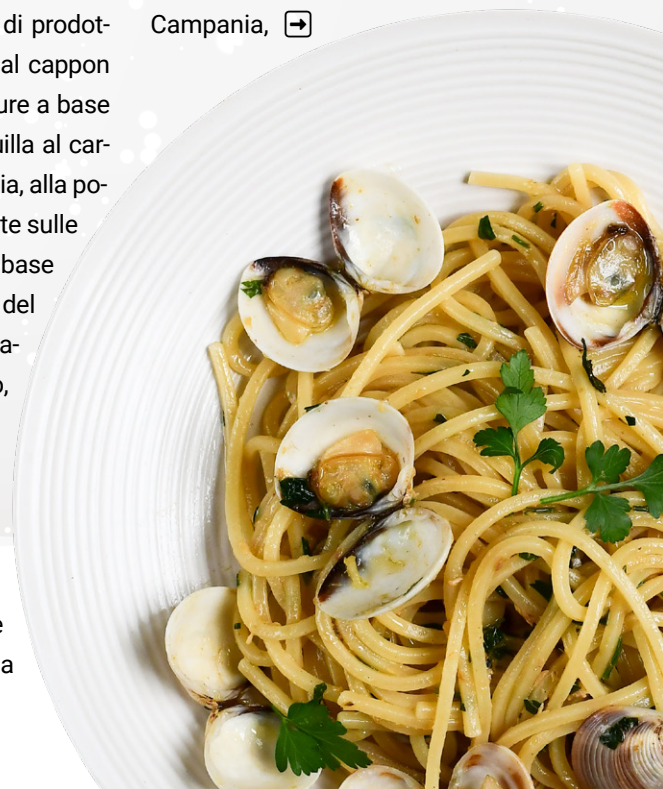 di prodot-
al cappon
ure a base
uilla al car-
ia, alla po-
te sulle
base
del
a-
o,
e
a
Campania,